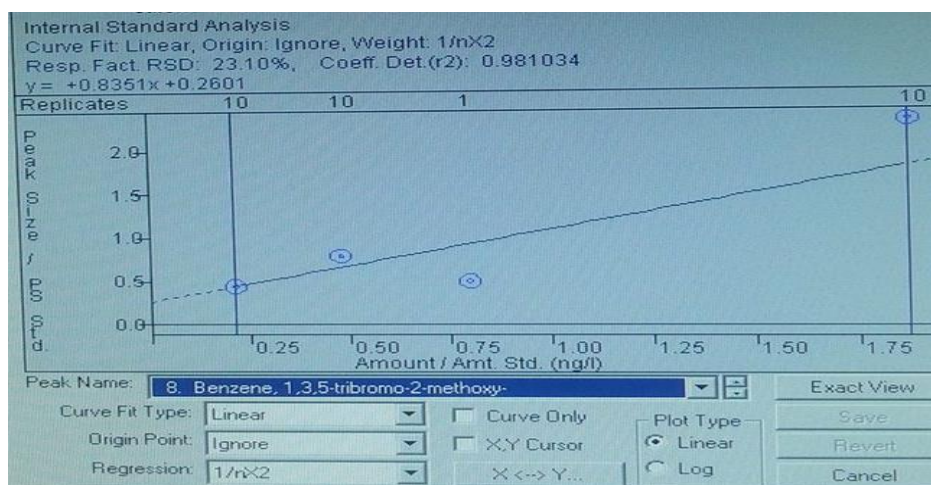 Internal Standard Analysis
Curve Fit: Linear, Origin: Ignore, Weight: 1/nX2
Resp. Fact. RSD: 23.10%, Coeff. Det.(r2): 0.981034
y = +0.8351x +0.2601
Replicates 10 10 1 10
Peak Size / PS Std.
2.0
1.5
1.0
0.5
0.0
0.25 0.50 0.75 1.00 1.25 1.50 1.75
Amount / Amt. Std. (ng/l)
Peak Name: 8. Benzene, 1,3,5-tribromo-2-methoxy- Exact View
Curve Fit Type: Linear Curve Only Plot Type Save
Origin Point: Ignore X,Y Cursor Linear Revert
Regression: 1/nX2 X <--> Y... Log Cancel